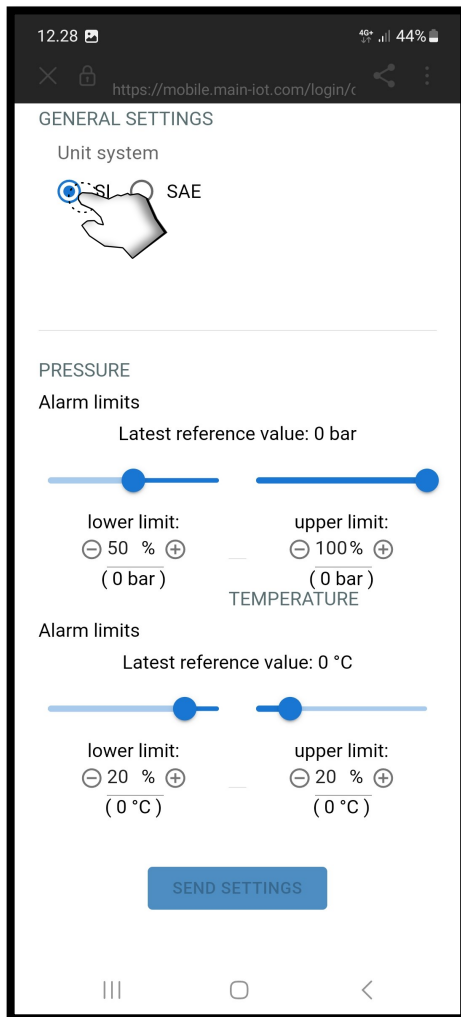 12.28
4G+ 44%
https://mobile.main-iot.com/login/c
GENERAL SETTINGS
Unit system
SI SAE
PRESSURE
Alarm limits
Latest reference value: 0 bar
lower limit: upper limit:
50 % 100%
( 0 bar ) ( 0 bar )
TEMPERATURE
Alarm limits
Latest reference value: 0 °C
lower limit: upper limit:
20 % 20 %
( 0 °C ) ( 0 °C )
SEND SETTINGS